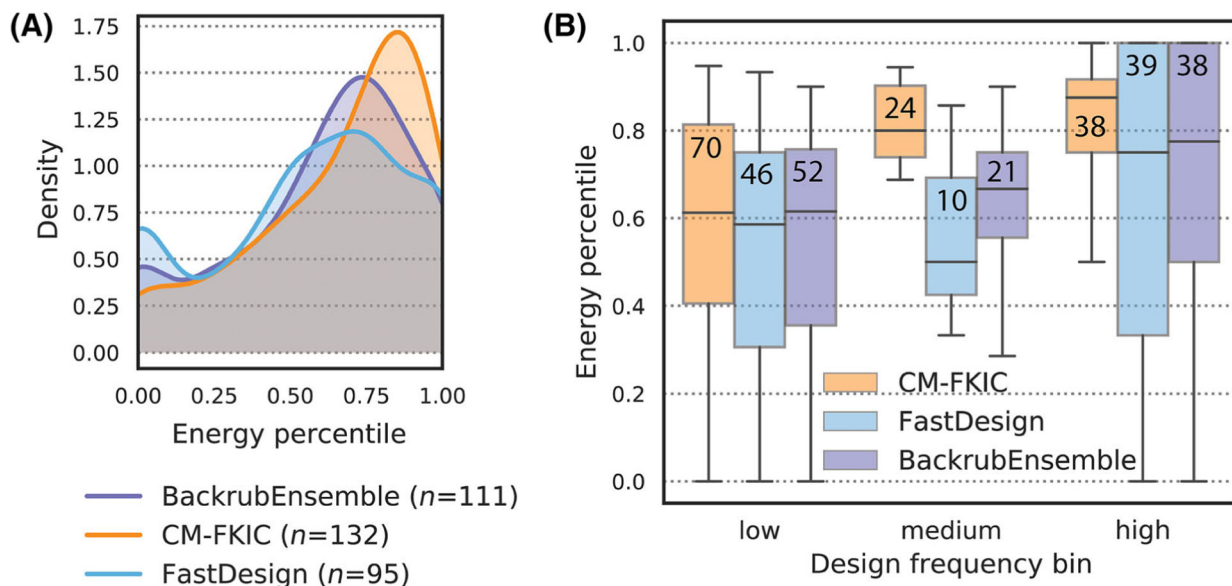 (A)
1.75
1.50
1.25
1.00
0.75
0.50
0.25
0.00
Density
0.00 0.25 0.50 0.75 1.00
Energy percentile
BackrubEnsemble (n=111)
CM-FKIC (n=132)
FastDesign (n=95)
(B)
1.0
0.8
0.6
0.4
0.2
0.0
Energy percentile
70 46 52
24 10 21
38 39 38
CM-FKIC
FastDesign
BackrubEnsemble
low medium high
Design frequency bin